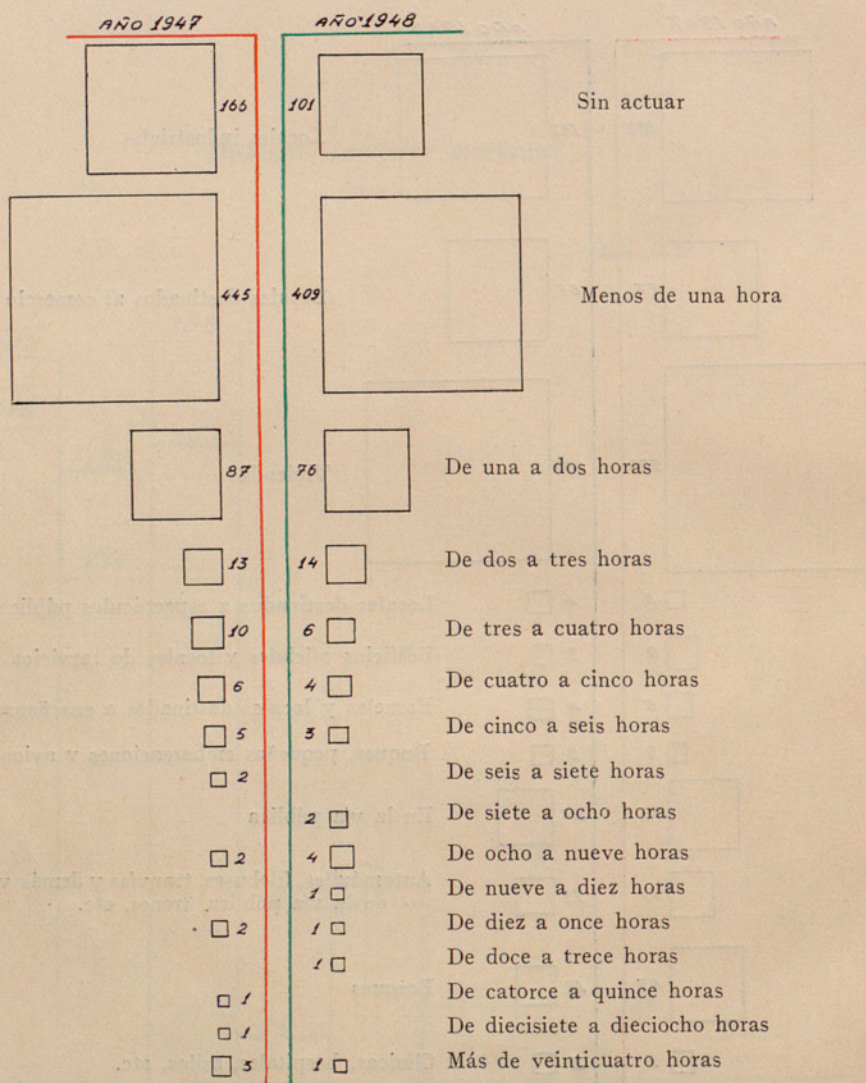 AÑO 1947 AÑO 1948
166 101 Sin actuar
445 409 Menos de una hora
87 76 De una a dos horas
13 14 De dos a tres horas
10 6 De tres a cuatro horas
6 4 De cuatro a cinco horas
5 3 De cinco a seis horas
2 De seis a siete horas
2 De siete a ocho horas
2 4 De ocho a nueve horas
1 De nueve a diez horas
2 1 De diez a once horas
1 De doce a trece horas
1 De catorce a quince horas
1 De diecisiete a dieciocho horas
3 1 Más de veinticuatro horas